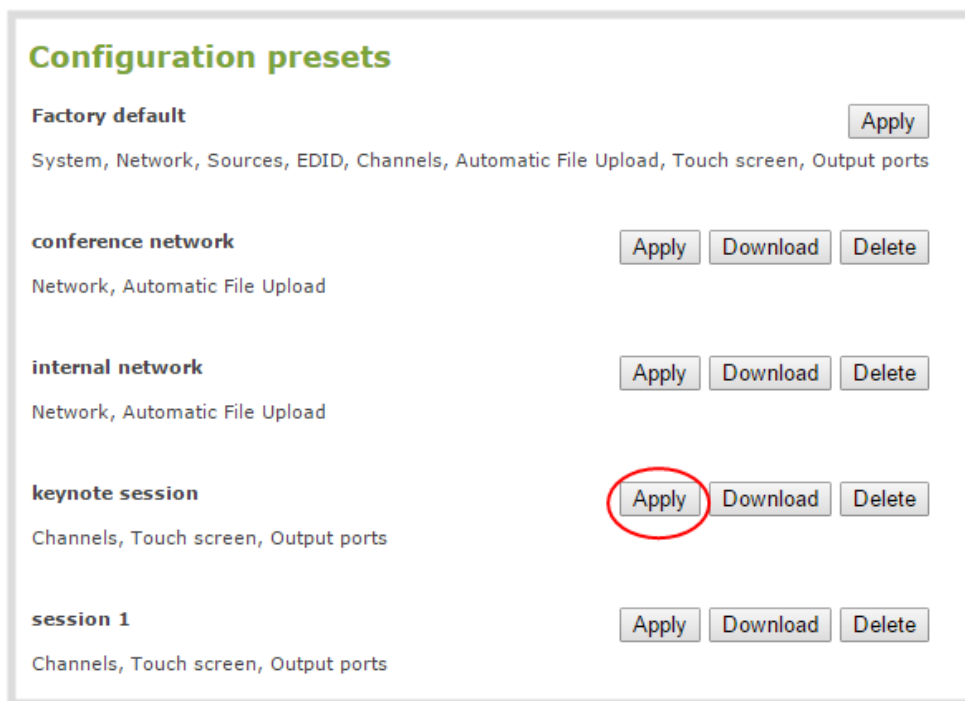 Configuration presets
Factory default Apply
System, Network, Sources, EDID, Channels, Automatic File Upload, Touch screen, Output ports
conference network Apply Download Delete
Network, Automatic File Upload
internal network Apply Download Delete
Network, Automatic File Upload
keynote session Apply Download Delete
Channels, Touch screen, Output ports
session 1 Apply Download Delete
Channels, Touch screen, Output ports